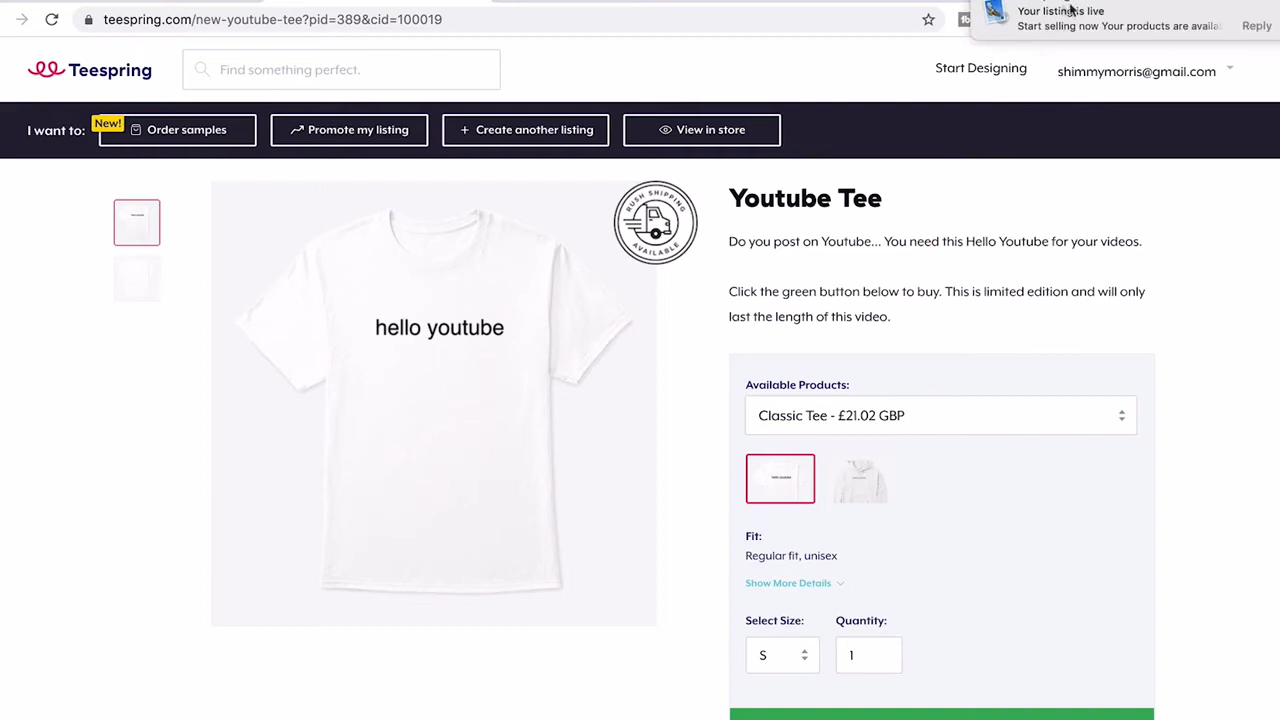 teespring.com/new-youtube-tee?pid=389&cid=100019
Your listing is live
Start selling now Your products are availa
Reply
Teespring
Find something perfect.
Start Designing
shimmymorris@gmail.com
I want to:
New!
Order samples
Promote my listing
+ Create another listing
View in store
RUSH SHIPPING
AVAILABLE
hello youtube
Youtube Tee
Do you post on Youtube... You need this Hello Youtube for your videos.
Click the green button below to buy. This is limited edition and will only
last the length of this video.
Available Products:
Classic Tee - £21.02 GBP
Fit:
Regular fit, unisex
Show More Details
Select Size:
Quantity:
S
1